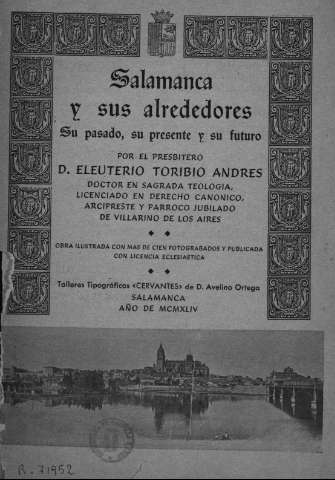 Salamanca
y sus alrededores
Su pasado, su presente y su futuro
POR EL PRESBITERO
D. ELEUTERIO TORIBIO ANDRES
DOCTOR EN SAGRADA TEOLOGIA,
LICENCIADO EN DERECHO CANONICO,
ARCIPRESTE Y PARROCO JUBILADO
DE VILLARINO DE LOS AIRES
OBRA ILUSTRADA CON MAS DE CIEN FOTOGRABADOS Y PUBLICADA
CON LICENCIA ECLESIASTICA
Talleres Tipográficos «CERVANTES» de D. Avelino Ortega
SALAMANCA
AÑO DE MCMXLIV
R. 71952